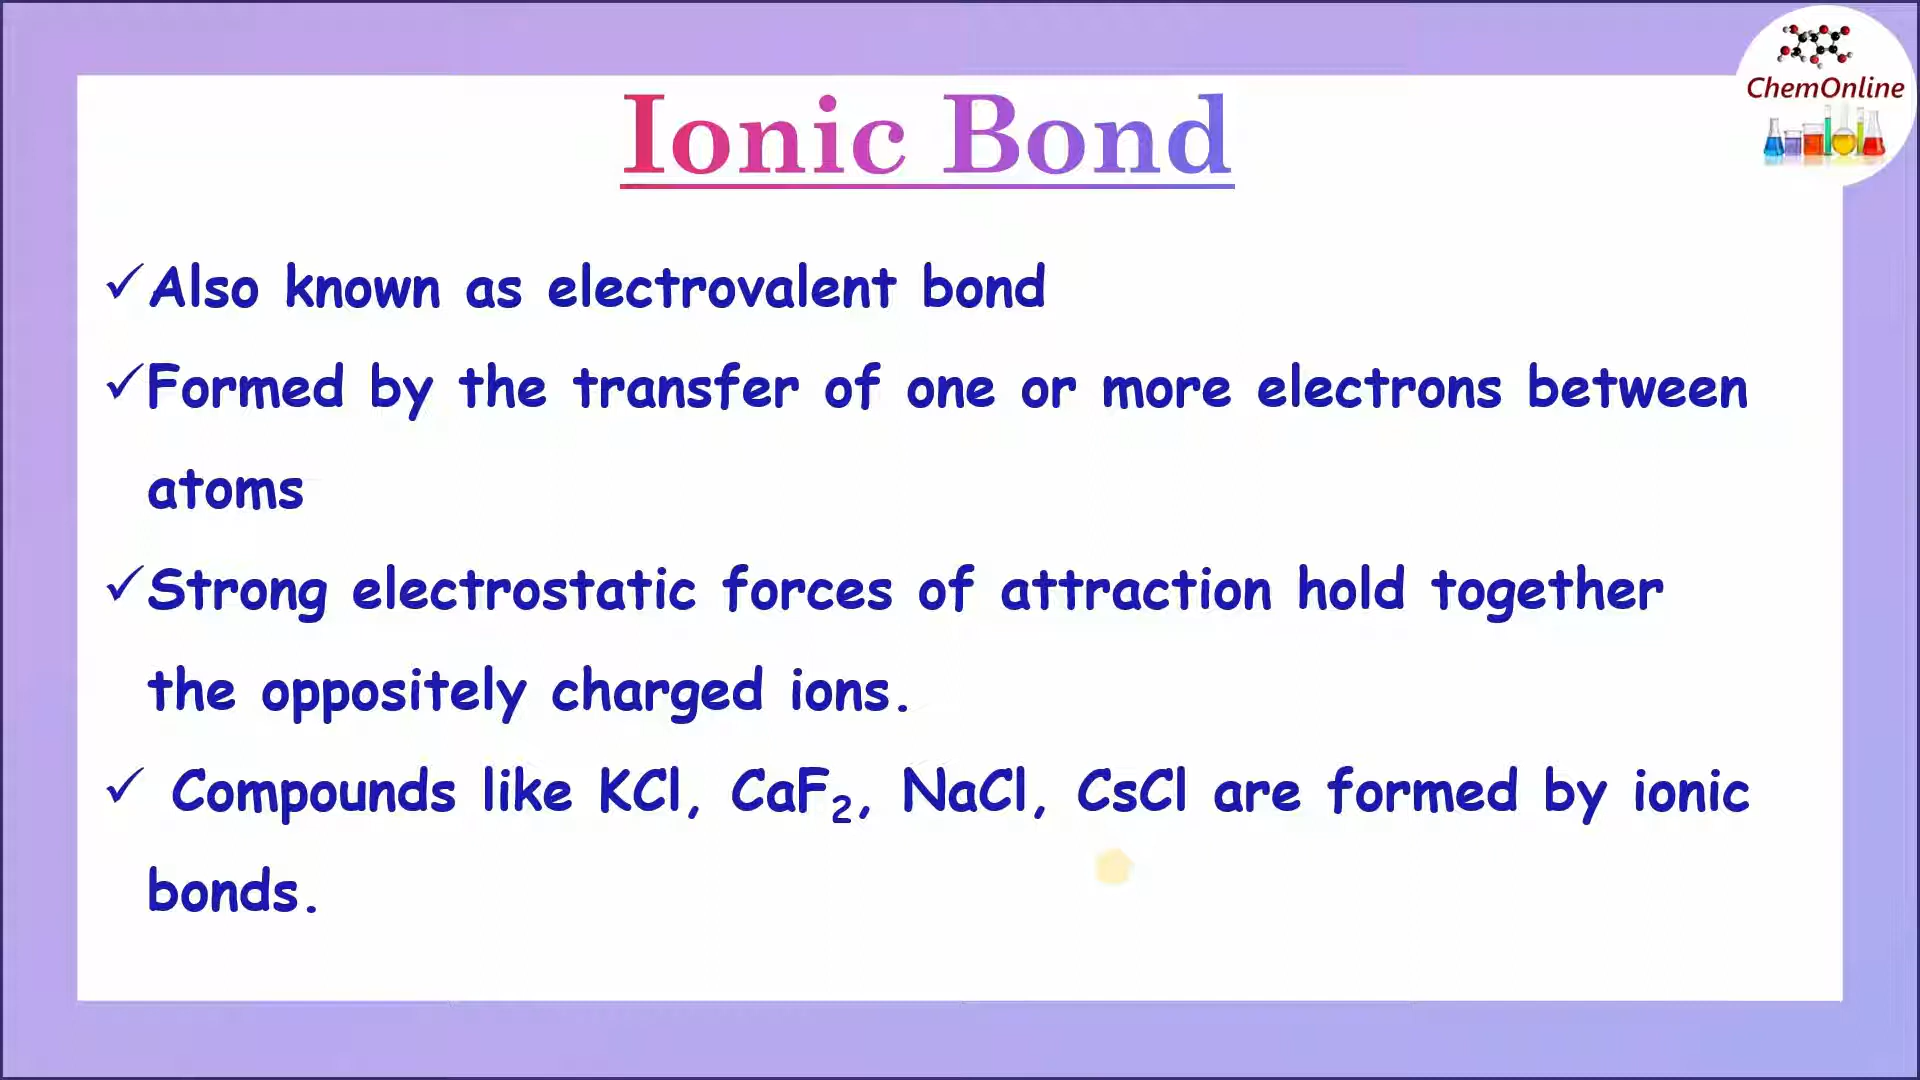 ChemOnline
Ionic Bond
✓Also known as electrovalent bond
✓Formed by the transfer of one or more electrons between
atoms
✓Strong electrostatic forces of attraction hold together
the oppositely charged ions.
✓ Compounds like KCl, CaF₂, NaCl, CsCl are formed by ionic
bonds.